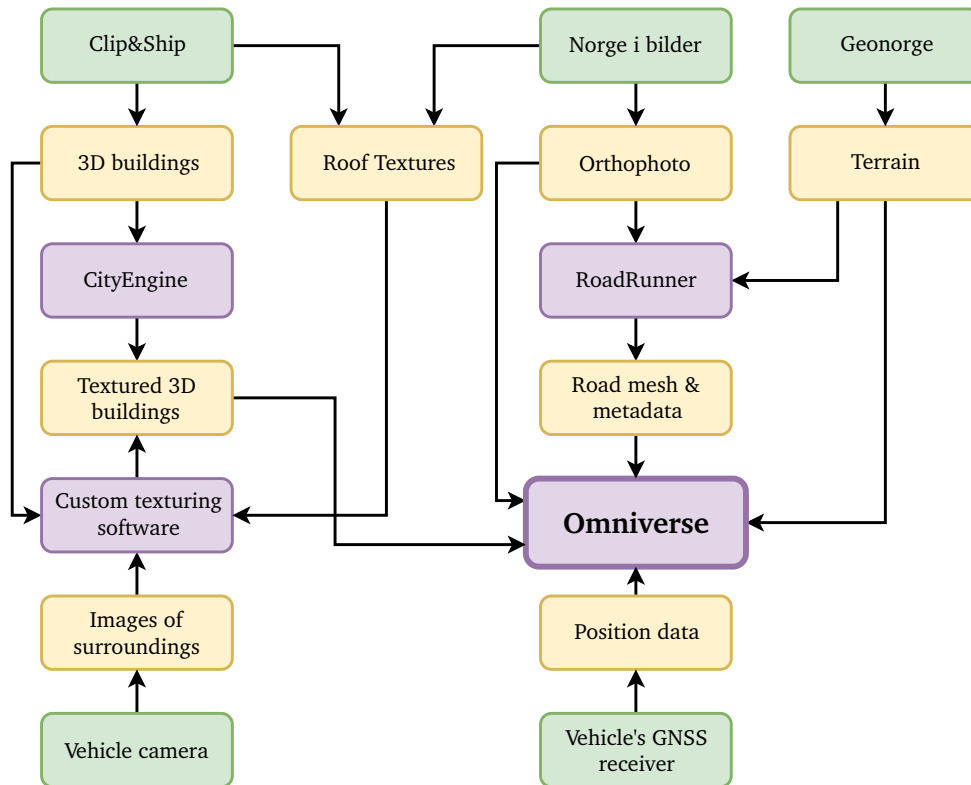 Clip&Ship
Norge i bilder
Geonorge
3D buildings
Roof Textures
Orthophoto
Terrain
CityEngine
RoadRunner
Textured 3D
buildings
Road mesh &
metadata
Custom texturing
software
Omniverse
Images of
surroundings
Position data
Vehicle camera
Vehicle's GNSS
receiver